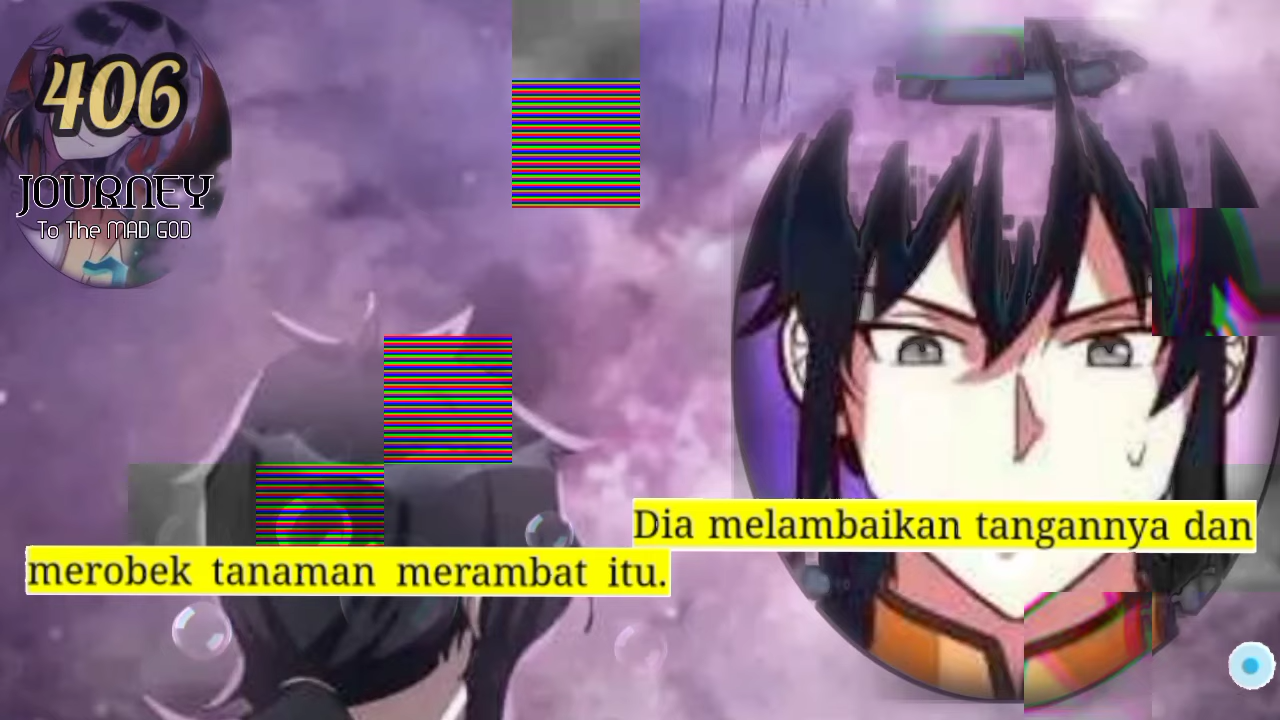 406
JOURNEY
To The MAD GOD
Dia melambaikan tangannya dan
merobek tanaman merambat itu.